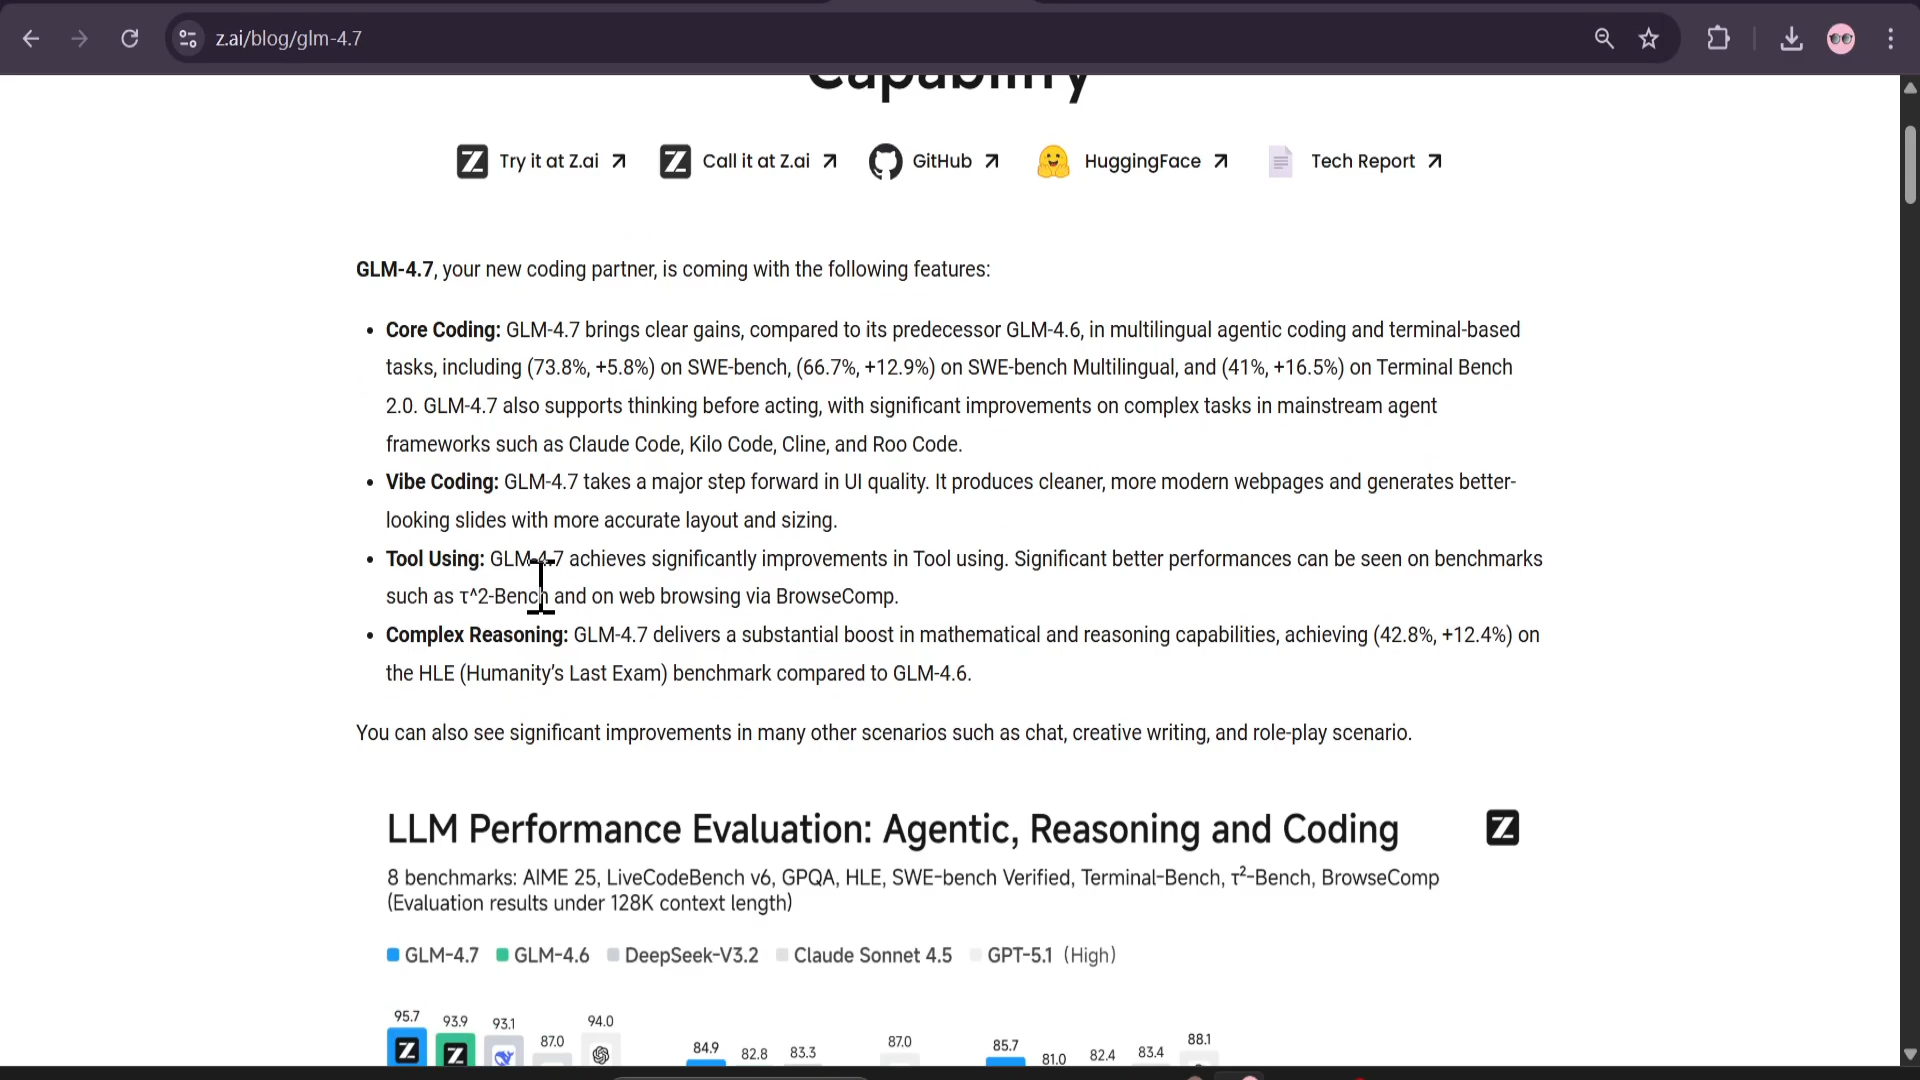 z.ai/blog/glm-4.7
Capability
Try it at Z.ai
Call it at Z.ai
GitHub
HuggingFace
Tech Report
GLM-4.7, your new coding partner, is coming with the following features:
• Core Coding: GLM-4.7 brings clear gains, compared to its predecessor GLM-4.6, in multilingual agentic coding and terminal-based
tasks, including (73.8%, +5.8%) on SWE-bench, (66.7%, +12.9%) on SWE-bench Multilingual, and (41%, +16.5%) on Terminal Bench
2.0. GLM-4.7 also supports thinking before acting, with significant improvements on complex tasks in mainstream agent
frameworks such as Claude Code, Kilo Code, Cline, and Roo Code.
• Vibe Coding: GLM-4.7 takes a major step forward in UI quality. It produces cleaner, more modern webpages and generates better-
looking slides with more accurate layout and sizing.
• Tool Using: GLM-4.7 achieves significantly improvements in Tool using. Significant better performances can be seen on benchmarks
such as τ^2-Bench and on web browsing via BrowseComp.
• Complex Reasoning: GLM-4.7 delivers a substantial boost in mathematical and reasoning capabilities, achieving (42.8%, +12.4%) on
the HLE (Humanity’s Last Exam) benchmark compared to GLM-4.6.
You can also see significant improvements in many other scenarios such as chat, creative writing, and role-play scenario.
LLM Performance Evaluation: Agentic, Reasoning and Coding
8 benchmarks: AIME 25, LiveCodeBench v6, GPQA, HLE, SWE-bench Verified, Terminal-Bench, τ²-Bench, BrowseComp
(Evaluation results under 128K context length)
GLM-4.7 GLM-4.6 DeepSeek-V3.2 Claude Sonnet 4.5 GPT-5.1 (High)
95.7 93.9 93.1 87.0 94.0 84.9 82.8 83.3 87.0 85.7 81.0 82.4 83.4 88.1